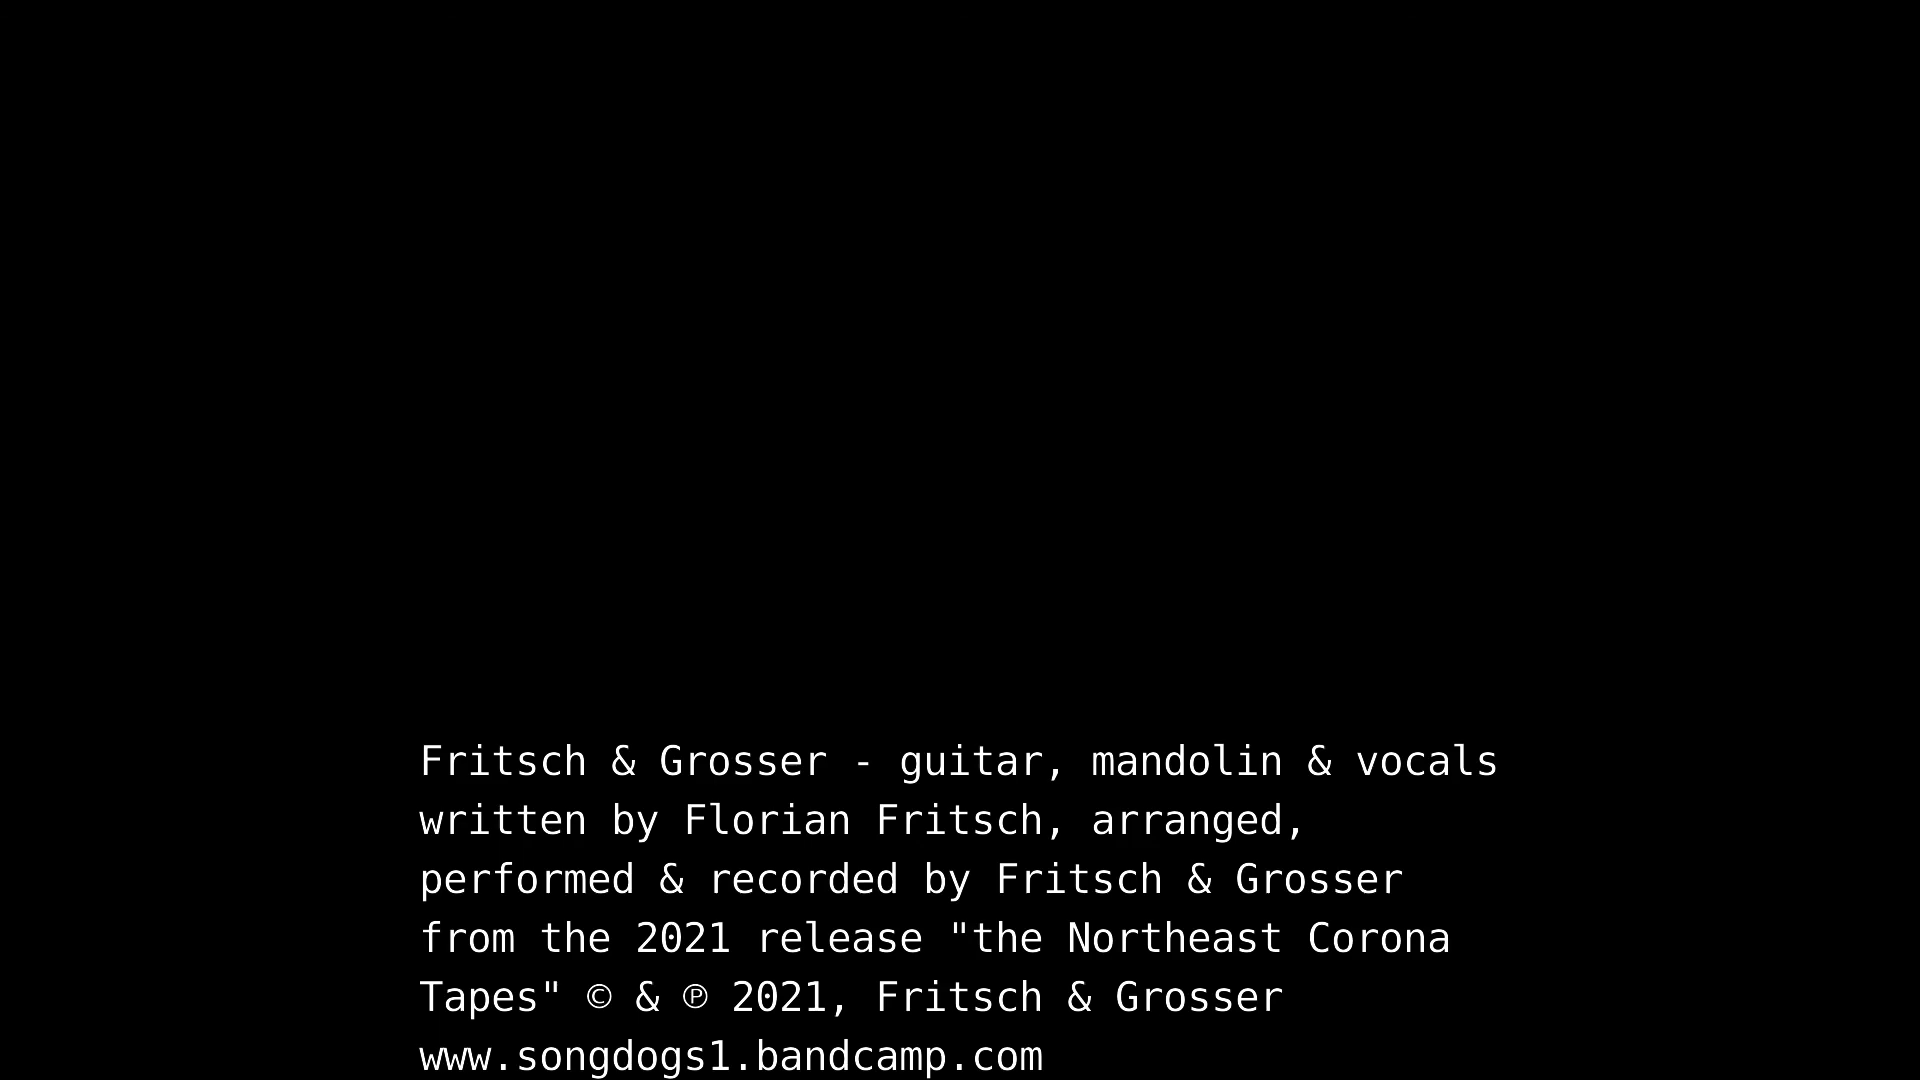 Fritsch & Grosser - guitar, mandolin & vocals
written by Florian Fritsch, arranged,
performed & recorded by Fritsch & Grosser
from the 2021 release "the Northeast Corona
Tapes" © & ℗ 2021, Fritsch & Grosser
www.songdogs1.bandcamp.com